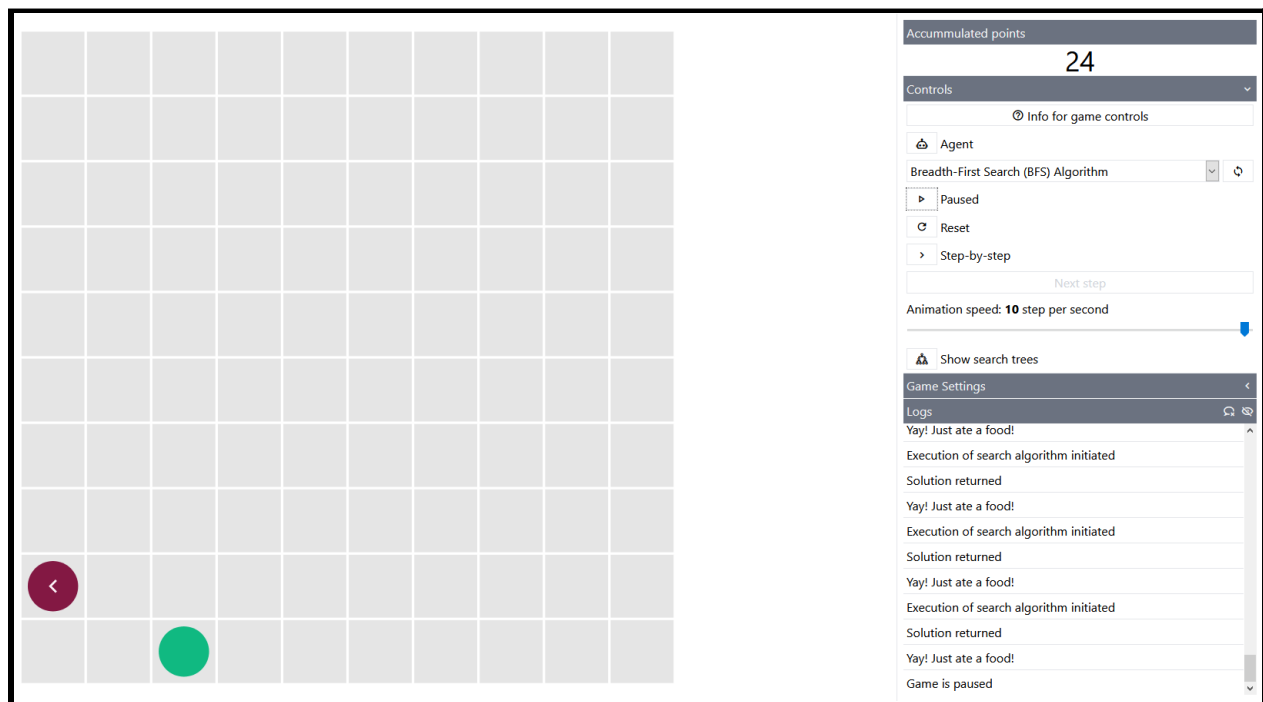 Accummulated points
24
Controls
Info for game controls
Agent
Breadth-First Search (BFS) Algorithm
Paused
Reset
Step-by-step
Next step
Animation speed: 10 step per second
Show search trees
Game Settings
Logs
Yay! Just ate a food!
Execution of search algorithm initiated
Solution returned
Yay! Just ate a food!
Execution of search algorithm initiated
Solution returned
Yay! Just ate a food!
Execution of search algorithm initiated
Solution returned
Yay! Just ate a food!
Game is paused